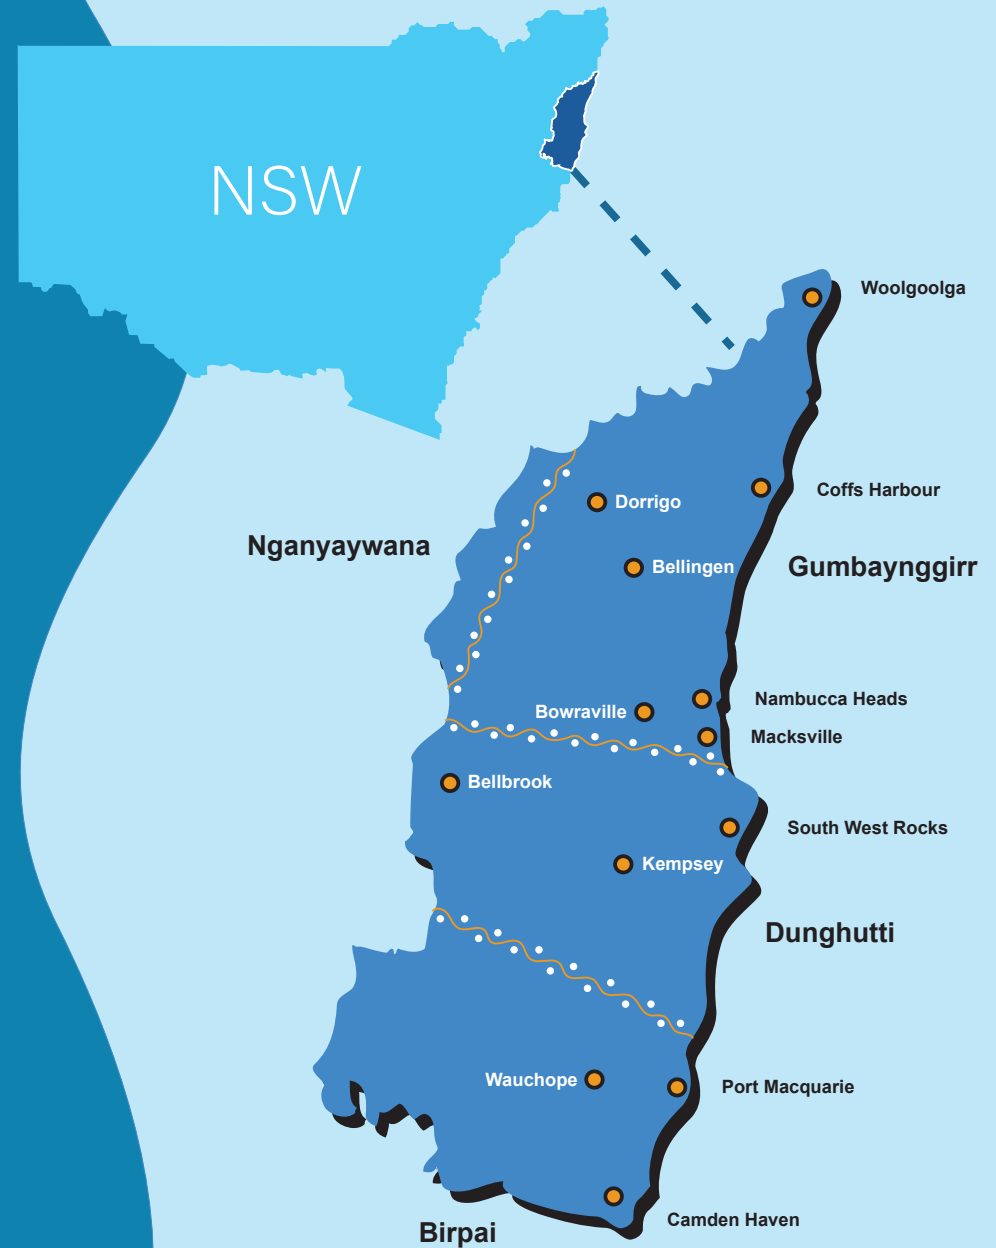 NSW
Woolgoolga
Coffs Harbour
Dorrigo
Nganyaywana
Bellingen
Gumbaynggirr
Nambucca Heads
Bowraville
Macksville
Bellbrook
South West Rocks
Kempsey
Dunghutti
Wauchope
Port Macquarie
Camden Haven
Birpai